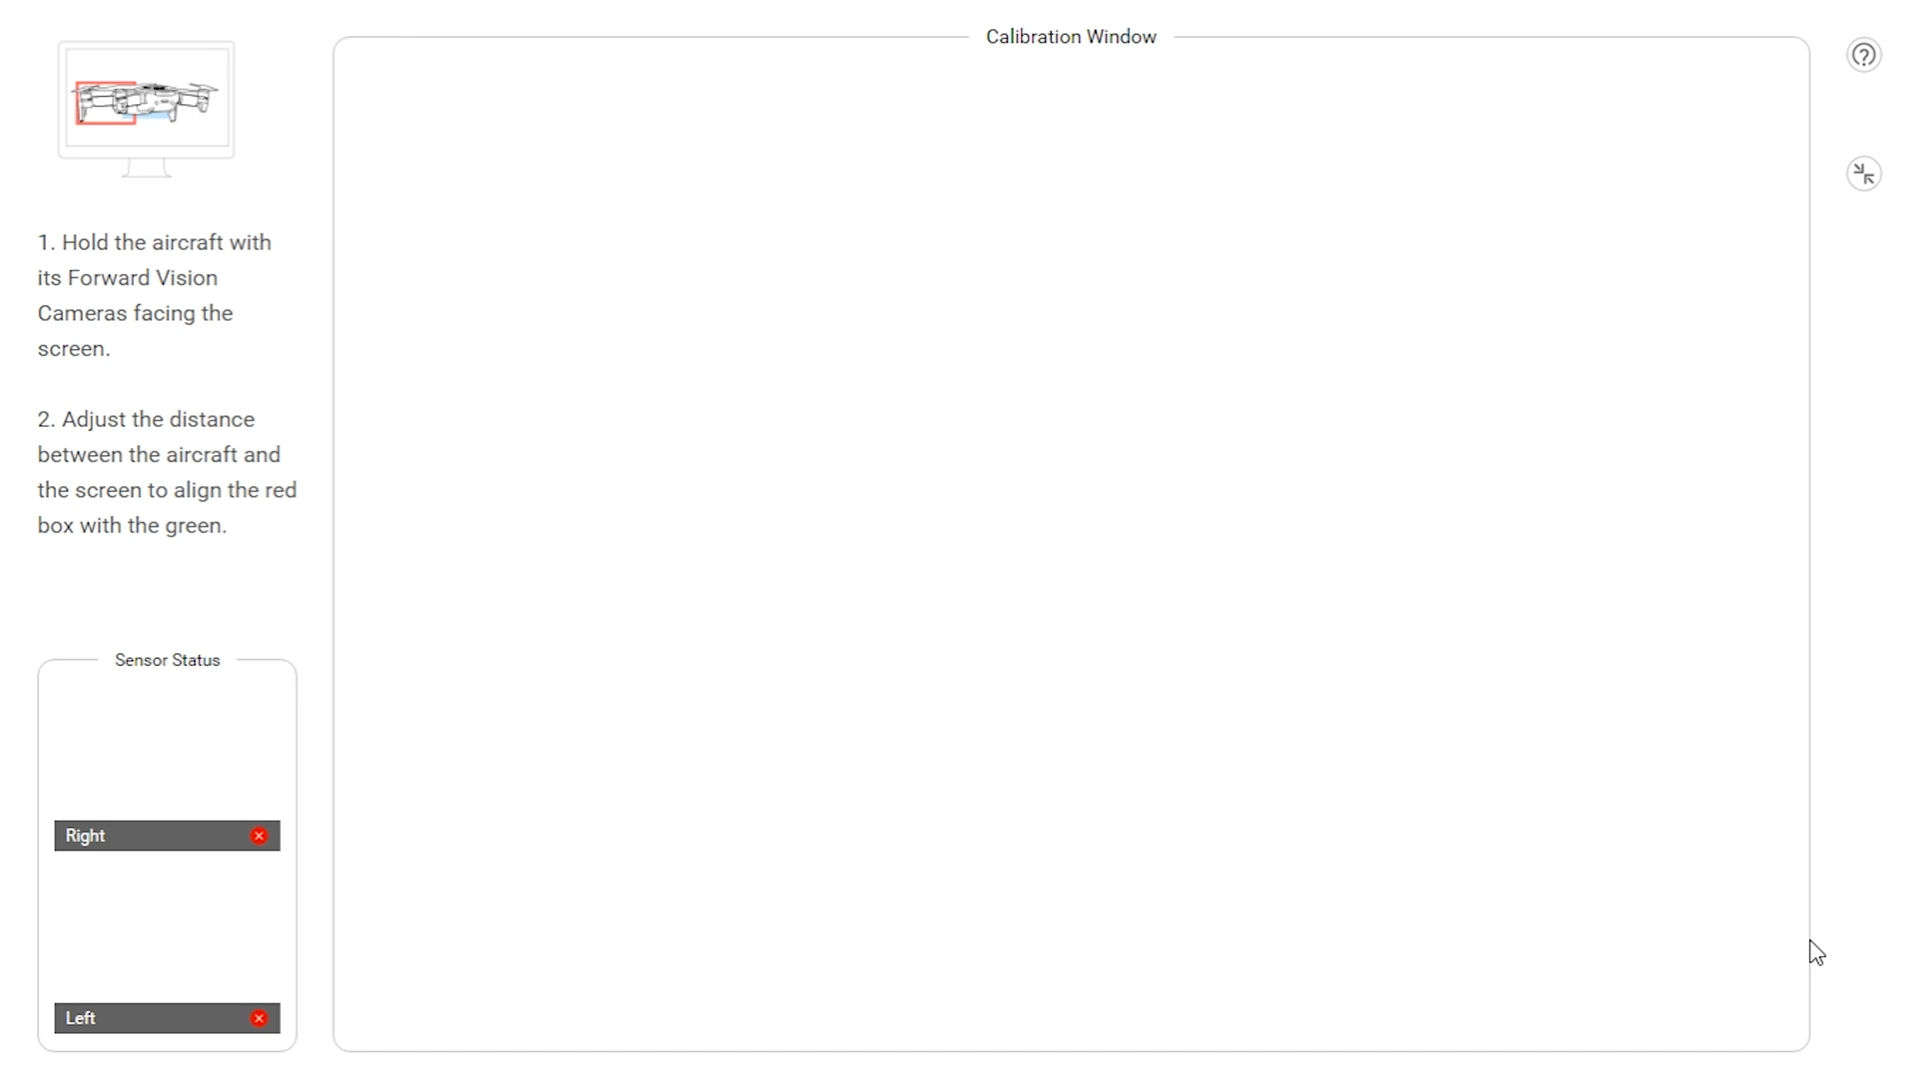 Calibration Window
1. Hold the aircraft with
its Forward Vision
Cameras facing the
screen.
2. Adjust the distance
between the aircraft and
the screen to align the red
box with the green.
Sensor Status
Right
Left